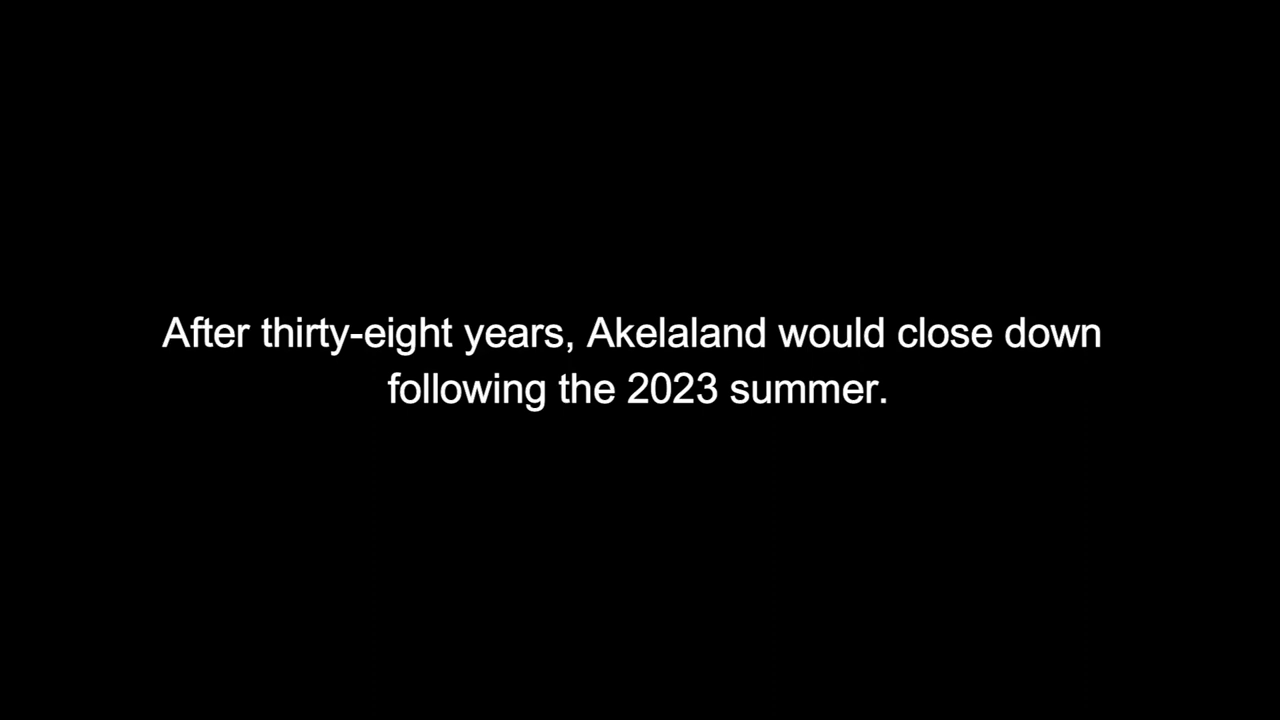 After thirty-eight years, Akelaland would close down
following the 2023 summer.